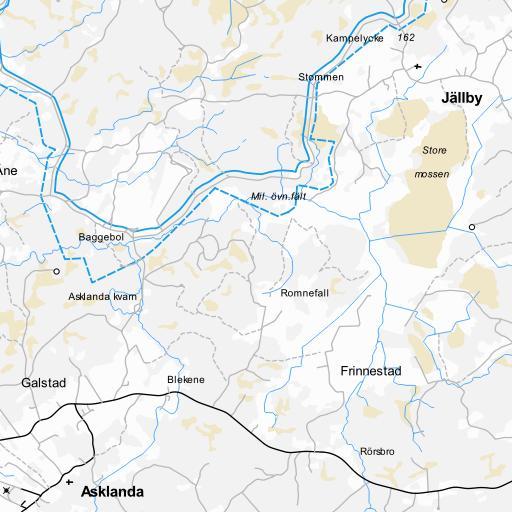 Kampelycke 162
Stommen
Jällby
Store
mossen
Ane
Mil. övn.fält
Baggebol
Asklanda kvarn
Romnefall
Frinnestad
Galstad
Blekene
Rörsbro
Asklanda